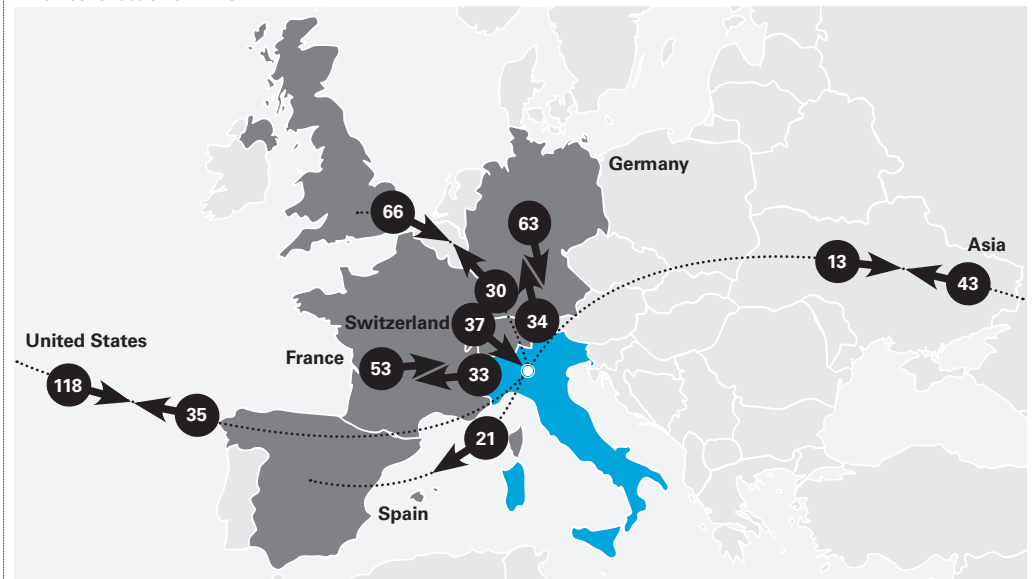 Germany
66
63
Asia
13
43
30
Switzerland
37
34
United States
France
53
33
118
35
21
Spain